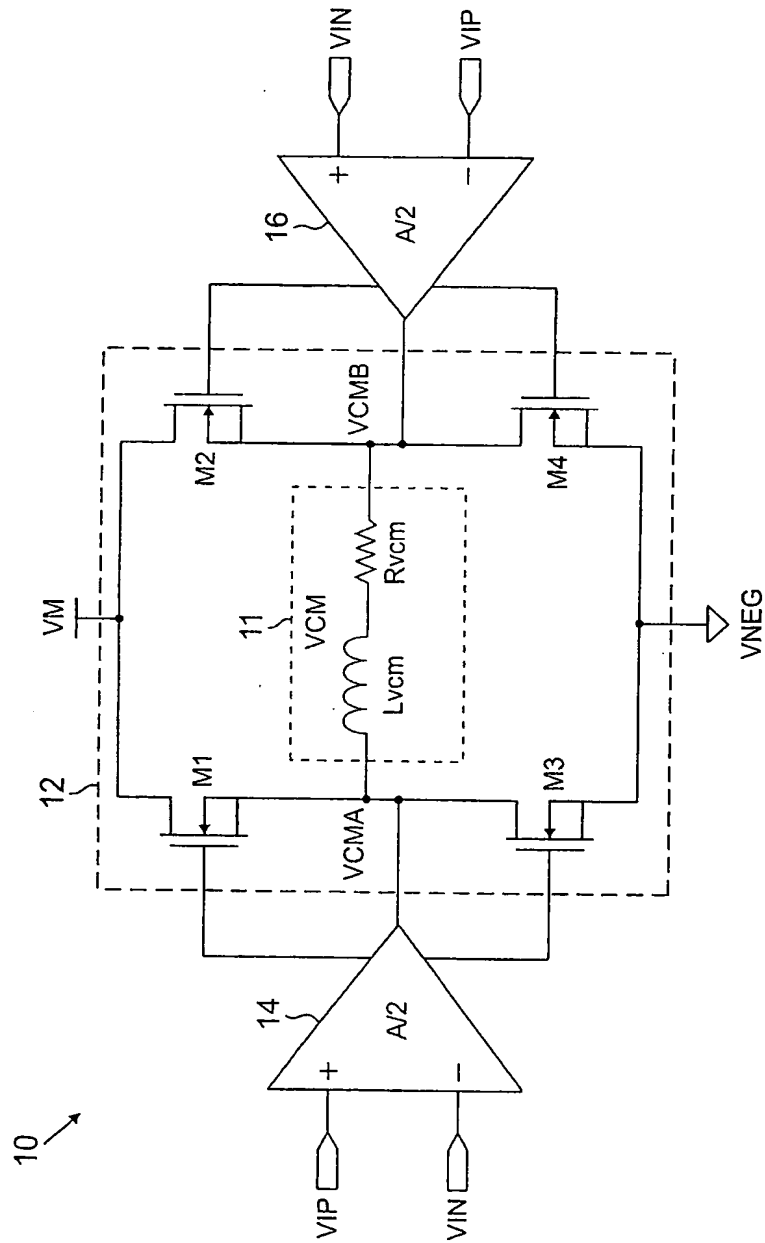 10
12
VM
M1
M2
14
VIP
+
A/2
−
VIN
VCMA
11
VCM
Lvcm
Rvcm
VCMB
16
VIN
+
A/2
−
VIP
M3
M4
VNEG